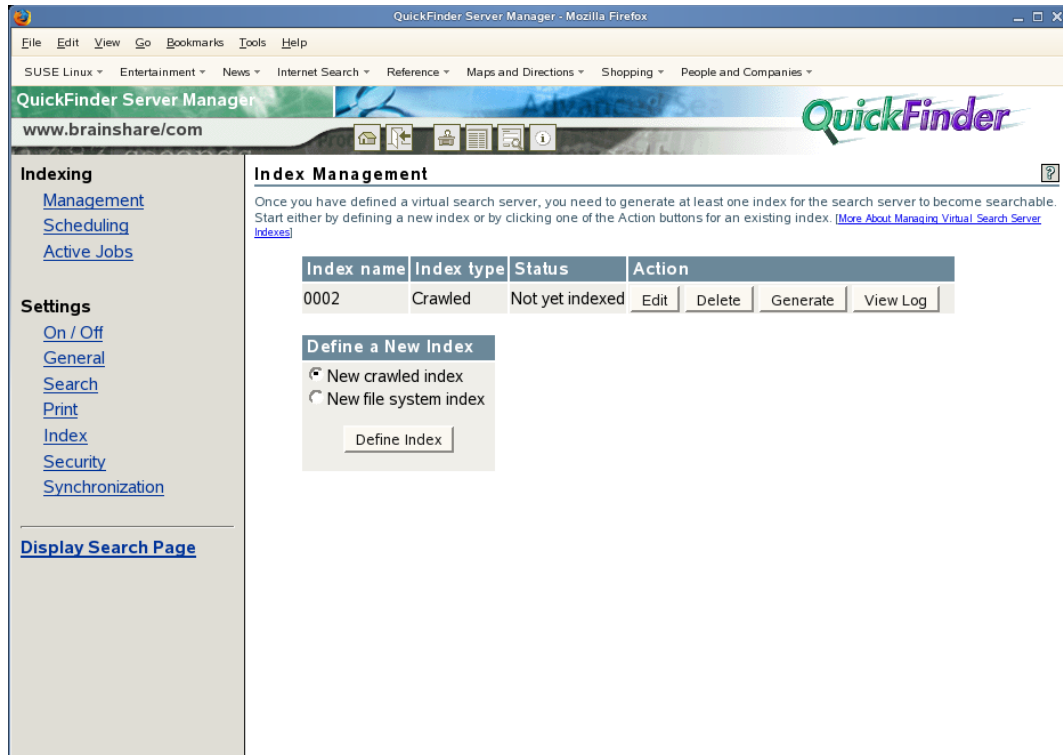 QuickFinder Server Manager - Mozilla Firefox
File Edit View Go Bookmarks Tools Help
SUSE Linux Entertainment News Internet Search Reference Maps and Directions Shopping People and Companies
QuickFinder Server Manager
Advanced Sea
QuickFinder
www.brainshare/com
Indexing
Management
Scheduling
Active Jobs
Settings
On / Off
General
Search
Print
Index
Security
Synchronization
Display Search Page
Index Management
Once you have defined a virtual search server, you need to generate at least one index for the search server to become searchable.
Start either by defining a new index or by clicking one of the Action buttons for an existing index. [More About Managing Virtual Search Server
Indexes]
Index name Index type Status Action
0002 Crawled Not yet indexed Edit Delete Generate View Log
Define a New Index
New crawled index
New file system index
Define Index